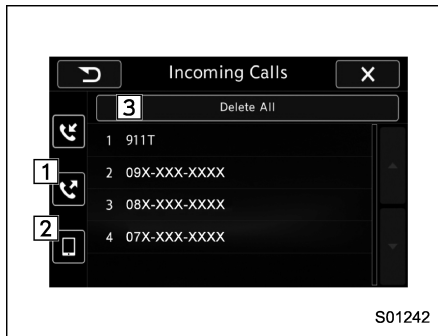 Incoming Calls
3 Delete All
1 911T
2 09X-XXX-XXXX
1
3 08X-XXX-XXXX
2
4 07X-XXX-XXXX
S01242